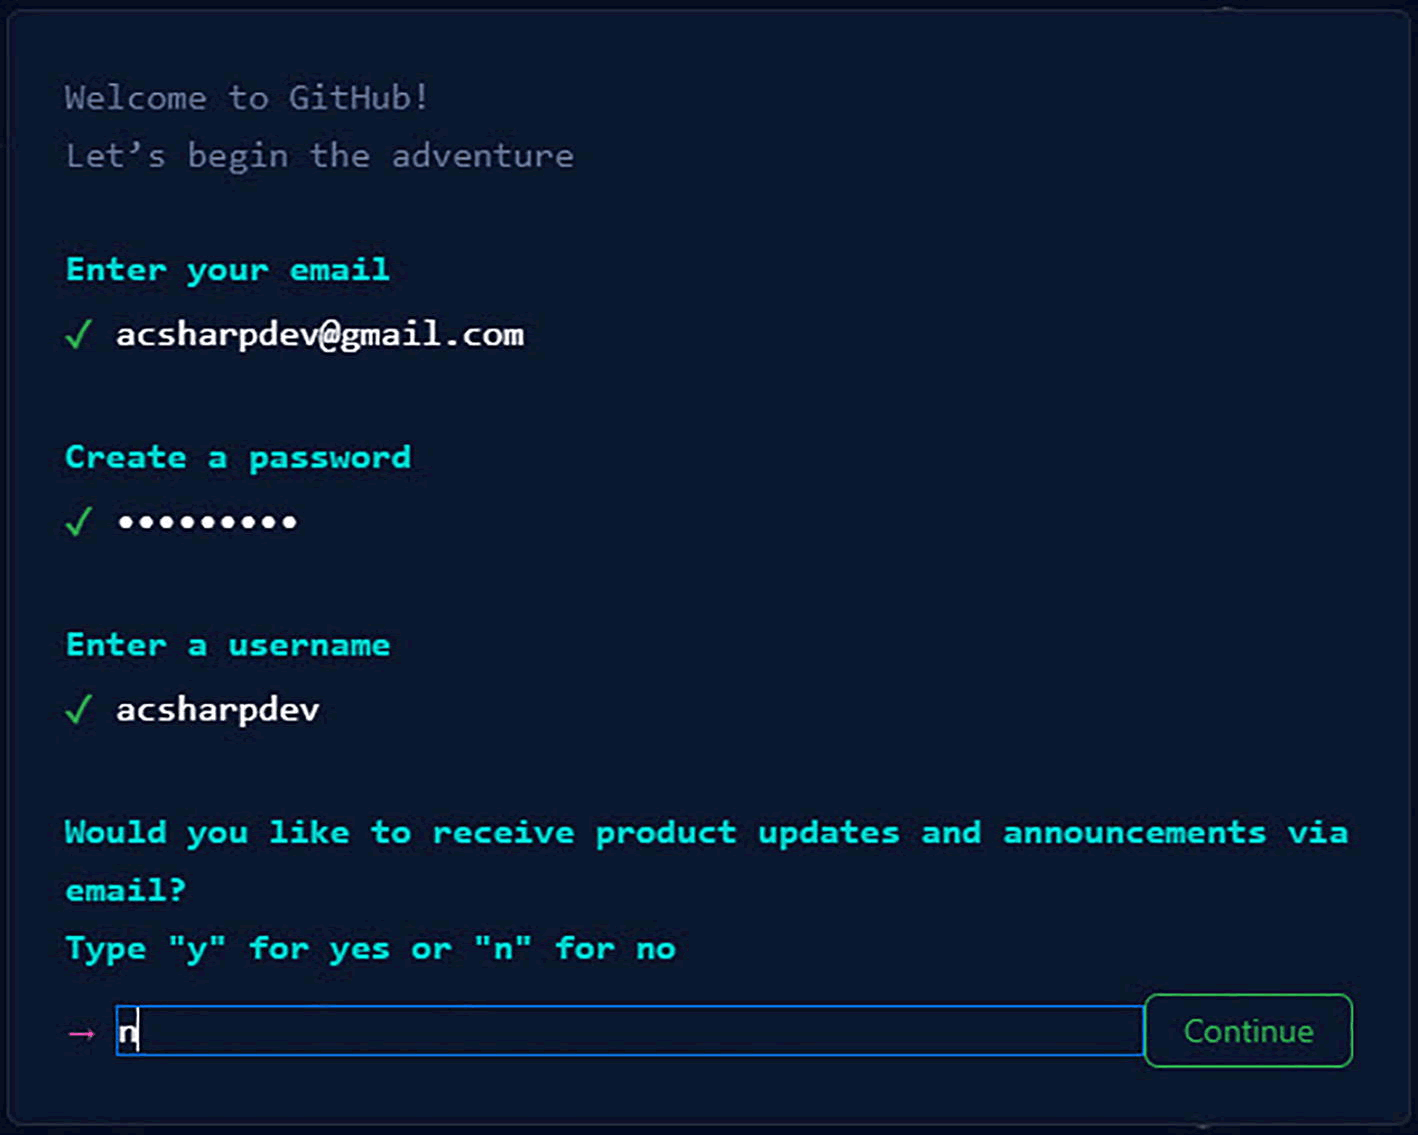 Welcome to GitHub!
Let’s begin the adventure
Enter your email
✓ acsharpdev@gmail.com
Create a password
✓ •••••••••
Enter a username
✓ acsharpdev
Would you like to receive product updates and announcements via
email?
Type "y" for yes or "n" for no
→ n Continue